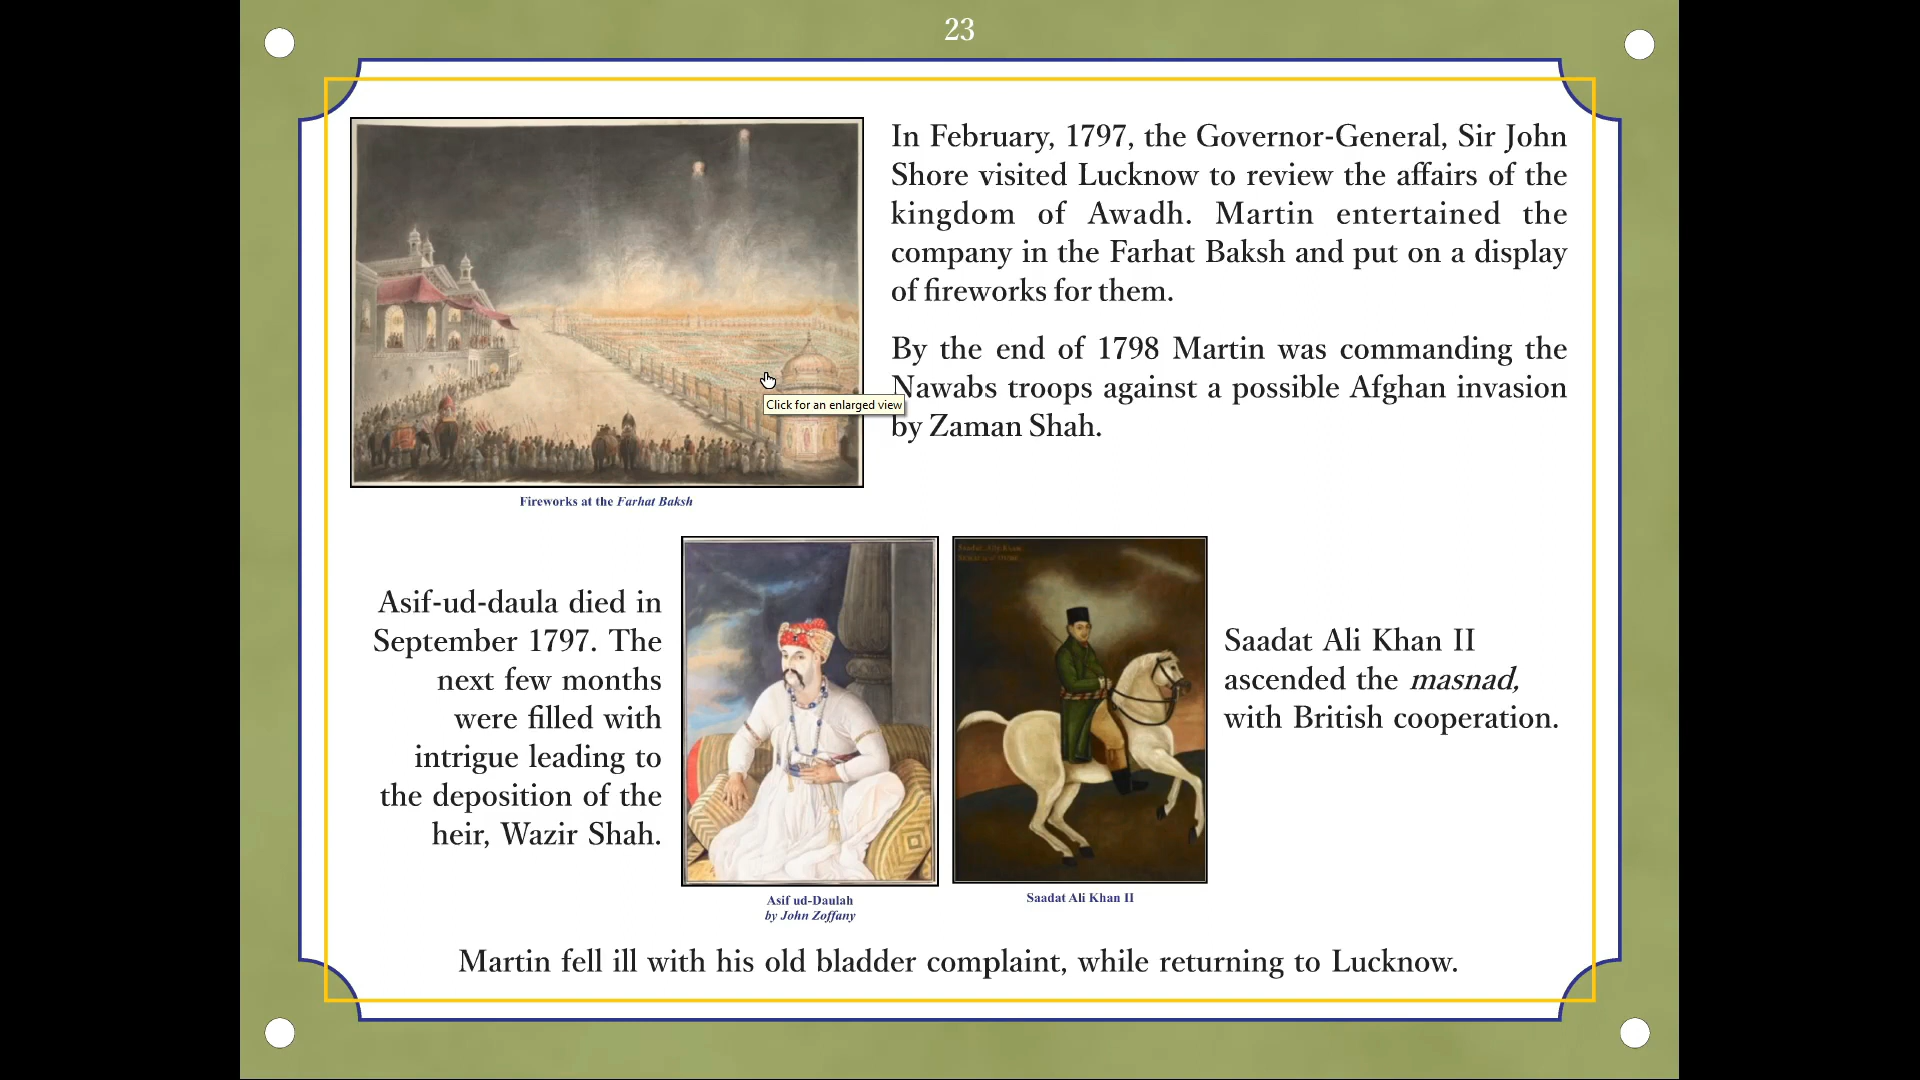 23
In February, 1797, the Governor-General, Sir John
Shore visited Lucknow to review the affairs of the
kingdom of Awadh. Martin entertained the
company in the Farhat Baksh and put on a display
of fireworks for them.
By the end of 1798 Martin was commanding the
Nawabs troops against a possible Afghan invasion
by Zaman Shah.
Click for an enlarged view
Fireworks at the Farhat Baksh
Asif-ud-daula died in
September 1797. The
next few months
were filled with
intrigue leading to
the deposition of the
heir, Wazir Shah.
Asif ud-Daulah
by John Zoffany
Saadat Ali Khan II
Saadat Ali Khan II
ascended the masnad,
with British cooperation.
Martin fell ill with his old bladder complaint, while returning to Lucknow.